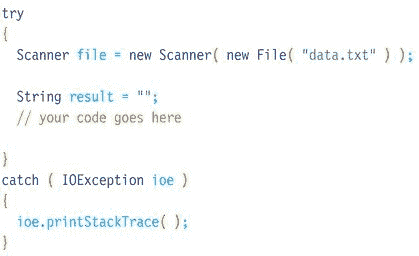 try
{
Scanner file = new Scanner( new File( "data.txt" ) );
String result = "";
// your code goes here
}
catch ( IOException ioe )
{
ioe.printStackTrace( );
}